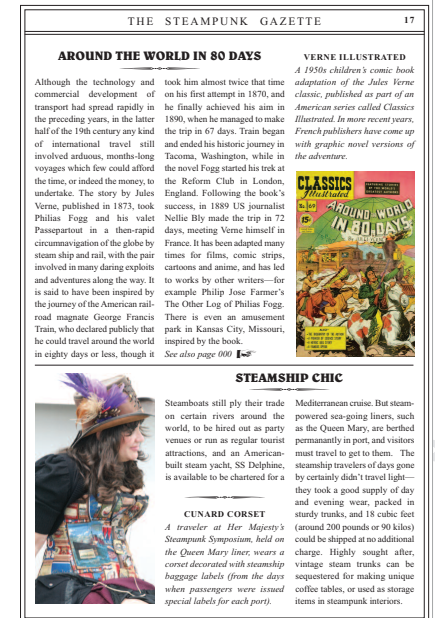 THE STEAMPUNK GAZETTE
17
AROUND THE WORLD IN 80 DAYS
Although the technology and
commercial development of
transport had spread rapidly in
the preceding years, in the latter
half of the 19th century any kind
of international travel still
involved arduous, months-long
voyages which few could afford
the time, or indeed the money, to
undertake. The story by Jules
Verne, published in 1873, took
Philias Fogg and his valet
Passepartout in a then-rapid
circumnavigation of the globe by
steam ship and rail, with the pair
involved in many daring exploits
and adventures along the way. It
is said to have been inspired by
the journey of the American rail-
road magnate George Francis
Train, who declared publicly that
he could travel around the world
in eighty days or less, though it
took him almost twice that time
on his first attempt in 1870, and
he finally achieved his aim in
1890, when he managed to make
the trip in 67 days. Train began
and ended his historic journey in
Tacoma, Washington, while in
the novel Fogg started his trek at
the Reform Club in London,
England. Following the book's
success, in 1889 US journalist
Nellie Bly made the trip in 72
days, meeting Verne himself in
France. It has been adapted many
times for films, comic strips,
cartoons and anime, and has led
to works by other writers—for
example Philip Jose Farmer's
The Other Log of Philias Fogg.
There is even an amusement
park in Kansas City, Missouri,
inspired by the book.
See also page 000
VERNE ILLUSTRATED
A 1950s children's comic book
adaptation of the Jules Verne
classic, published as part of an
American series called Classics
Illustrated. In more recent years,
French publishers have come up
with graphic novel versions of
the adventure.
CLASSICS
Illustrated
No 69
15¢
AROUND THE WORLD
IN 80 DAYS
STEAMSHIP CHIC
Steamboats still ply their trade
on certain rivers around the
world, to be hired out as party
venues or run as regular tourist
attractions, and an American-
built steam yacht, SS Delphine,
is available to be chartered for a
CUNARD CORSET
A traveler at Her Majesty's
Steampunk Symposium, held on
the Queen Mary liner, wears a
corset decorated with steamship
baggage labels (from the days
when passengers were issued
special labels for each port).
Mediterranean cruise. But steam-
powered sea-going liners, such
as the Queen Mary, are berthed
permanently in port, and visitors
must travel to get to them. The
steamship travelers of days gone
by certainly didn't travel light—
they took a good supply of day
and evening wear, packed in
sturdy trunks, and 18 cubic feet
(around 200 pounds or 90 kilos)
could be shipped at no additional
charge. Highly sought after,
vintage steam trunks can be
sequestered for making unique
coffee tables, or used as storage
items in steampunk interiors.